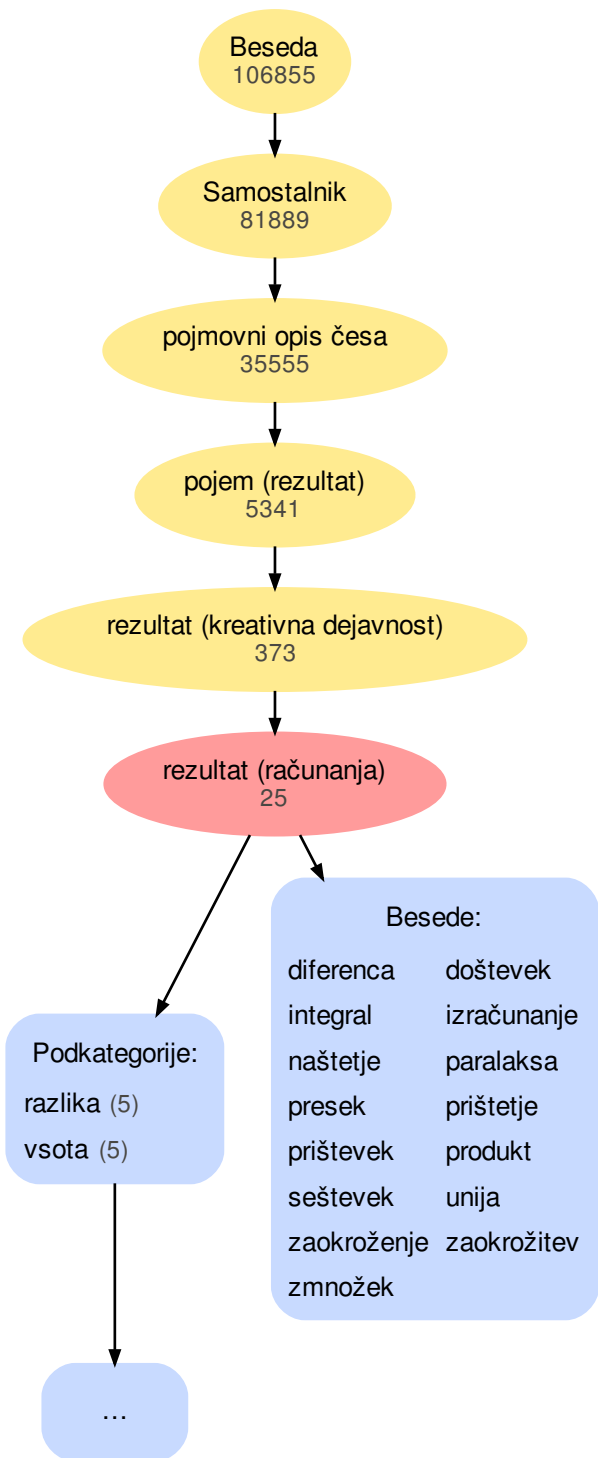 Beseda
106855
Samostalnik
81889
pojmovni opis česa
35555
pojem (rezultat)
5341
rezultat (kreativna dejavnost)
373
rezultat (računanja)
25
Besede:
diferenca doštevek
integral izračunanje
naštetje paralaksa
presek prištetje
prištevek produkt
seštevek unija
zaokroženje zaokrožitev
zmnožek
Podkategorije:
razlika (5)
vsota (5)
...